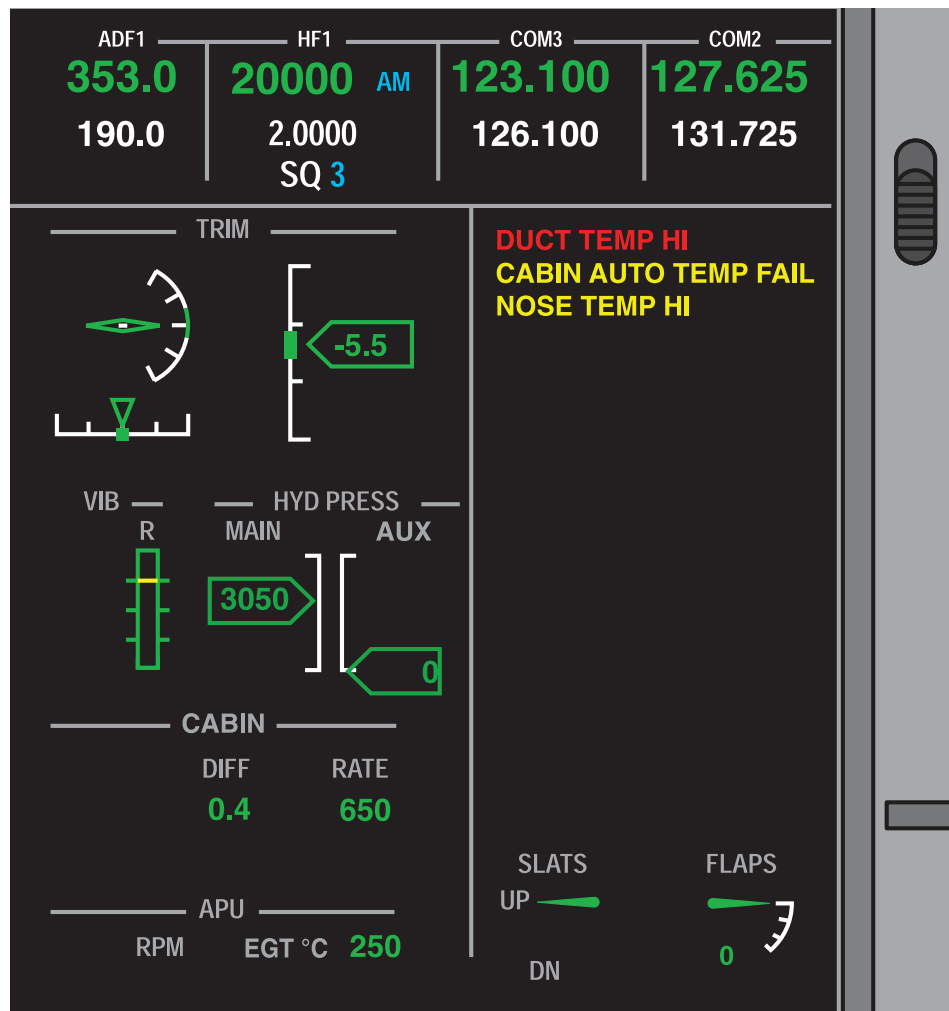 ADF1 HF1 COM3 COM2
353.0 20000 AM 123.100 127.625
190.0 2.0000 126.100 131.725
SQ 3
TRIM
-5.5
DUCT TEMP HI
CABIN AUTO TEMP FAIL
NOSE TEMP HI
VIB HYD PRESS
R MAIN AUX
3050
0
CABIN
DIFF RATE
0.4 650
APU
RPM EGT °C 250
SLATS FLAPS
UP
0
DN